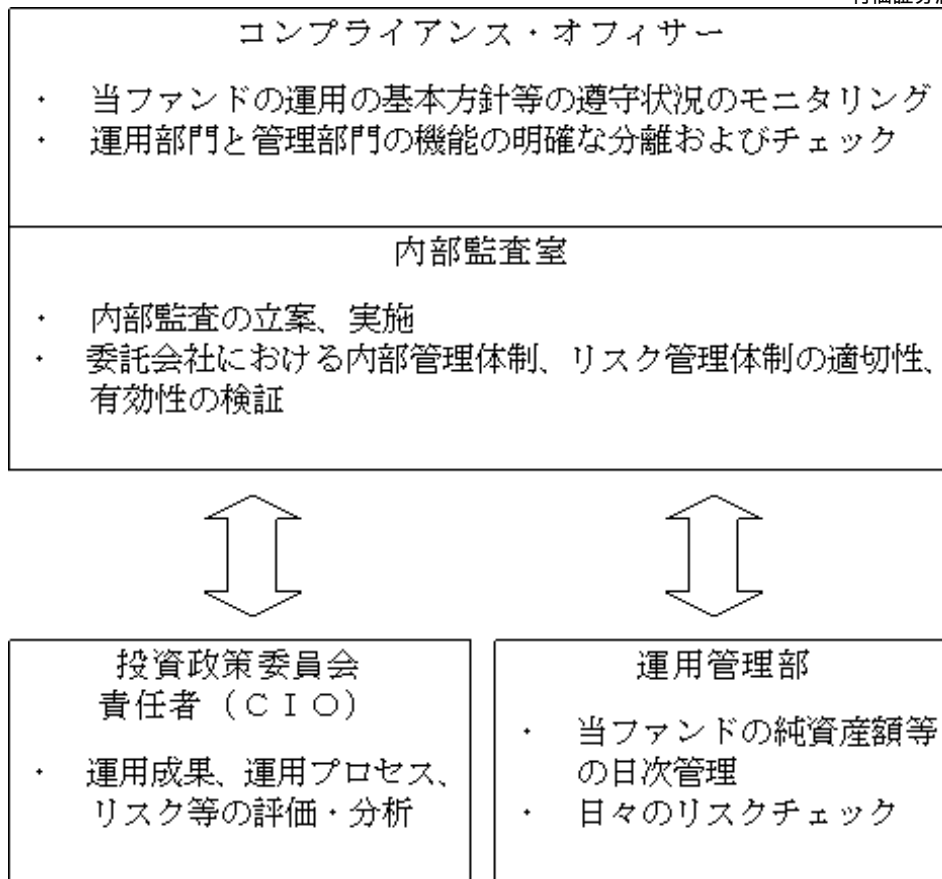 コンプライアンス・オフィサー
・ 当ファンドの運用の基本方針等の遵守状況のモニタリング
・ 運用部門と管理部門の機能の明確な分離およびチェック
内部監査室
・ 内部監査の立案、実施
・ 委託会社における内部管理体制、リスク管理体制の適切性、
有効性の検証
投資政策委員会
責任者（ＣＩＯ）
・ 運用成果、運用プロセス、
リスク等の評価・分析
運用管理部
・ 当ファンドの純資産額等
の日次管理
・ 日々のリスクチェック